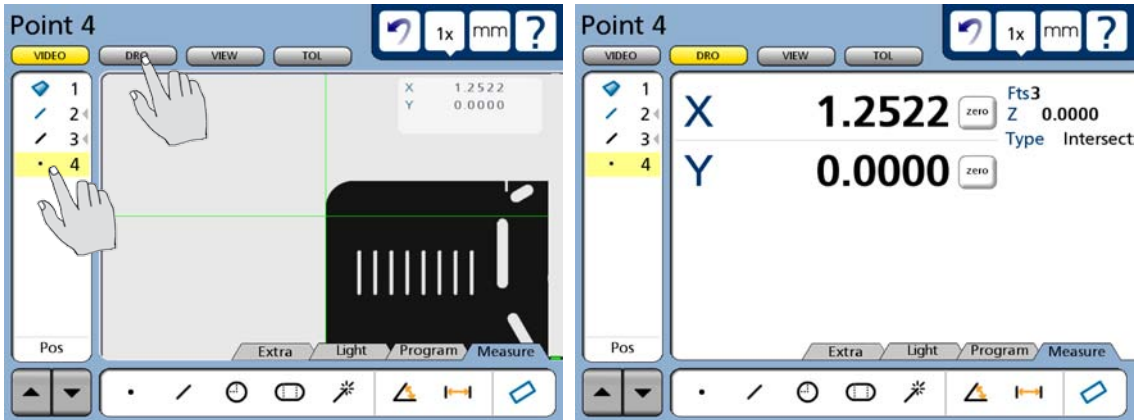 Point 4
1x mm ?
VIDEO DRO VIEW TOL
1
2
3
4
X 1.2522
Y 0.0000
Pos
Extra Light Program Measure
Point 4
1x mm ?
VIDEO DRO VIEW TOL
1
2
3
4
X 1.2522 zero
Y 0.0000 zero
Fts3
Z 0.0000
Type Intersect
Pos
Extra Light Program Measure